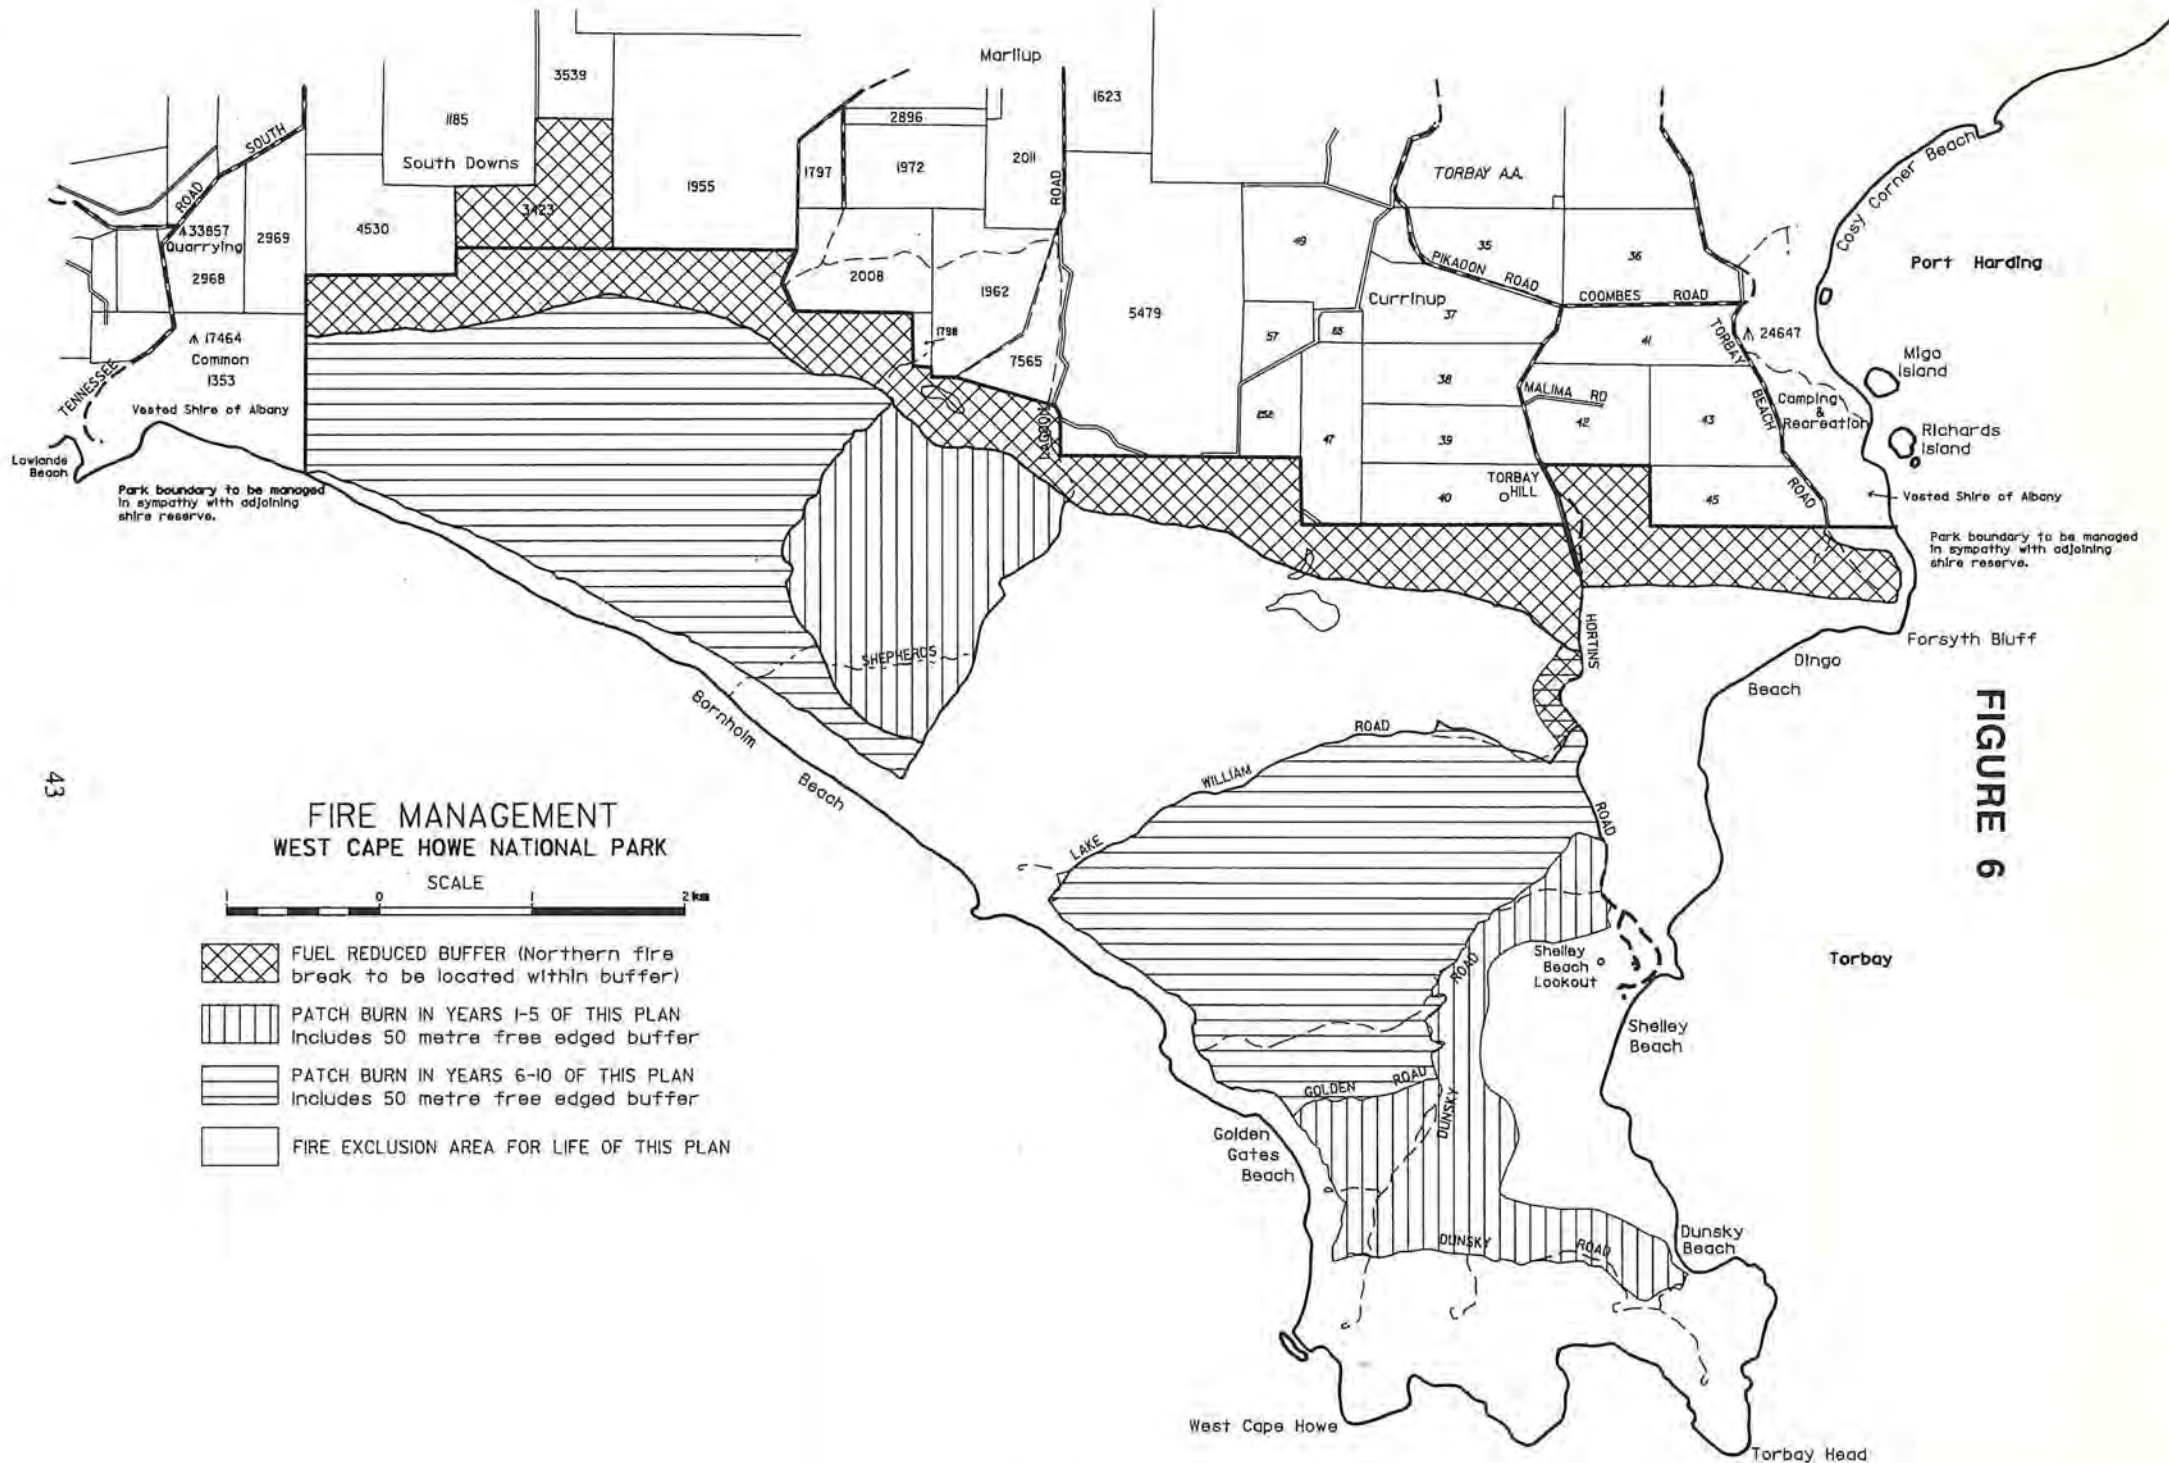 Marllup
3539
1623
1185
2896
South Downs
SOUTH
ROAD
1955
1797
1972
2011
ROAD
TORBAY A.A.
Cosy Corner Beach
3423
33857
Quarrying
2969
4530
2968
49
35
36
Port Harding
2008
1962
PIKADON ROAD
Currinup
COOMBES ROAD
37
5479
17464
Common
1353
1798
7565
57
41
24647
TORBAY
BEACH
ROAD
Migo
Island
TENNESSEE
Vested Shire of Albany
38
MALIMA RD
42
43
Camping
&
Recreation
Richards
Island
LAGOON
47
39
Lowlands
Beach
Park boundary to be managed
in sympathy with adjoining
shire reserve.
40
TORBAY
HILL
45
Vested Shire of Albany
Park boundary to be managed
in sympathy with adjoining
shire reserve.
HORTINS
ROAD
Forsyth Bluff
Dingo
Beach
SHEPHERDS
Bornholm
Beach
LAKE WILLIAM ROAD
FIGURE 6
43
FIRE MANAGEMENT
WEST CAPE HOWE NATIONAL PARK
SCALE
1 0 1 2 km
FUEL REDUCED BUFFER (Northern fire
break to be located within buffer)
PATCH BURN IN YEARS 1-5 OF THIS PLAN
Includes 50 metre free edged buffer
PATCH BURN IN YEARS 6-10 OF THIS PLAN
Includes 50 metre free edged buffer
FIRE EXCLUSION AREA FOR LIFE OF THIS PLAN
Shelley
Beach
Lookout
Torbay
Shelley
Beach
DUNSKY ROAD
GOLDEN ROAD
Golden
Gates
Beach
DUNSKY ROAD
Dunsky
Beach
West Cape Howe
Torbay Head